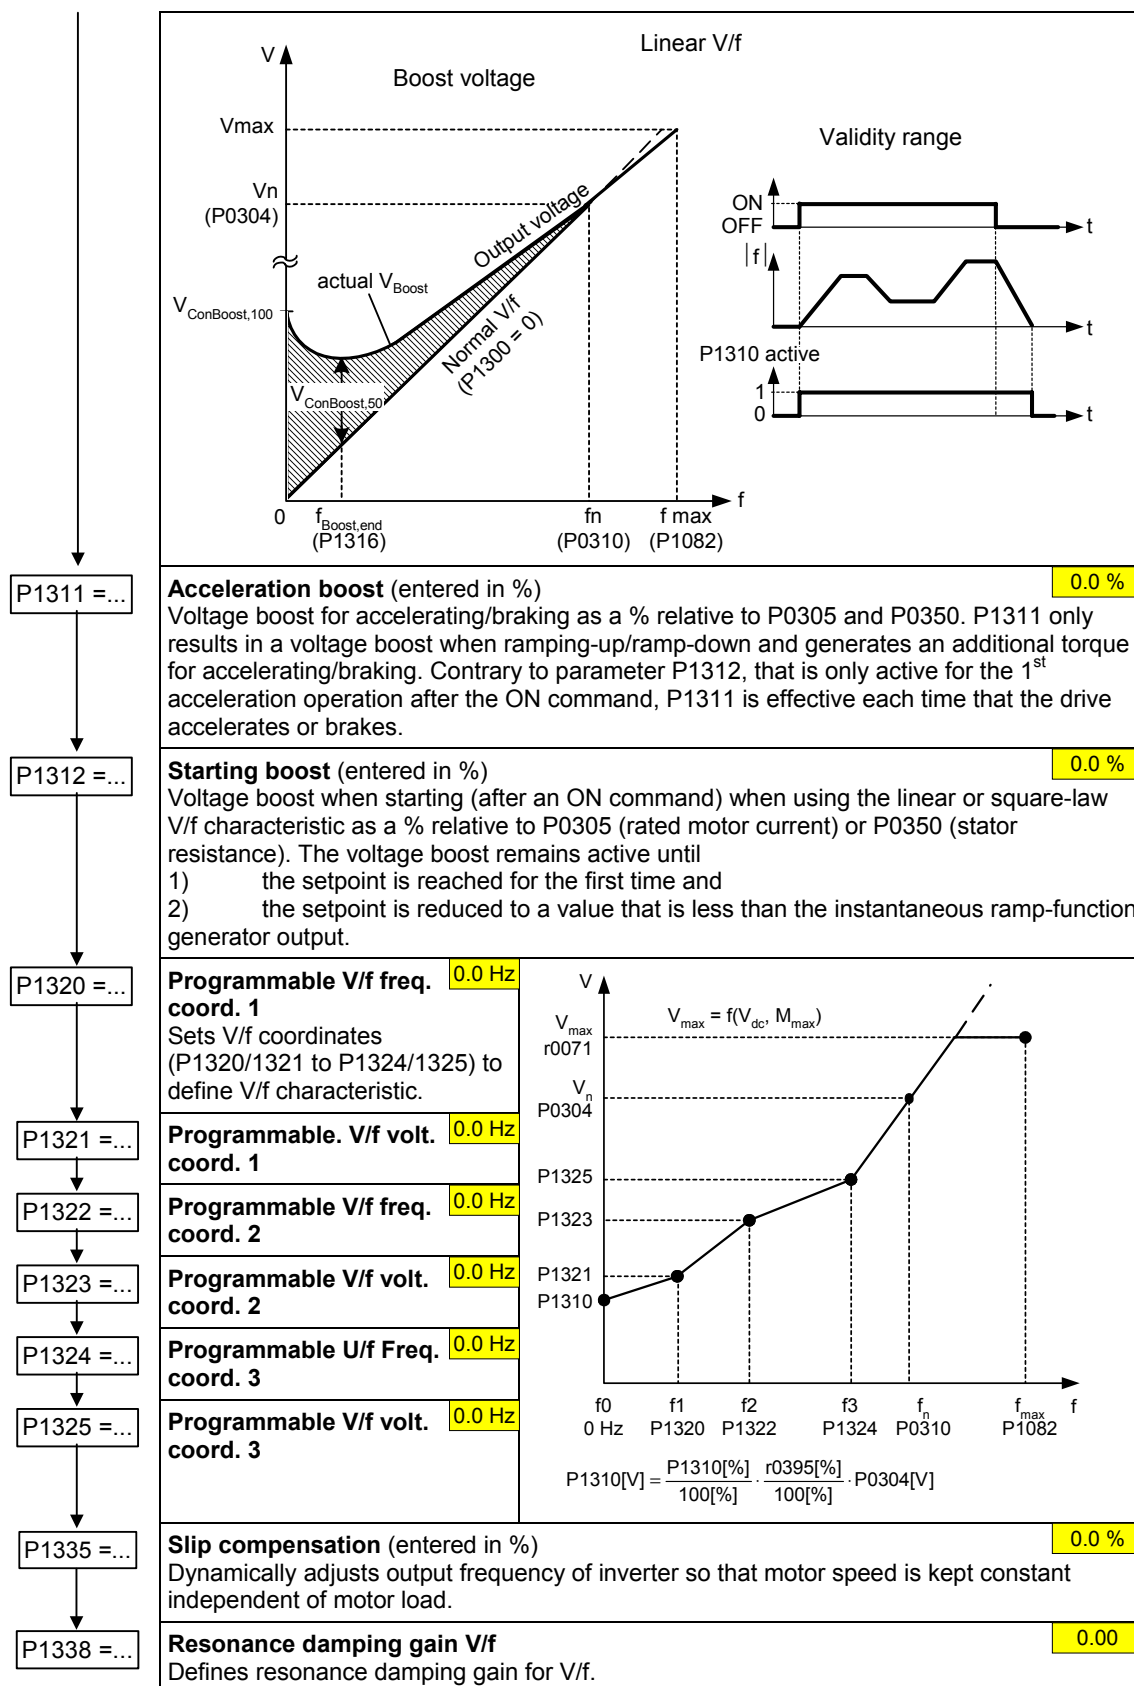 Linear V/f
V
Boost voltage
Vmax
Validity range
Vn
(P0304)
ON
OFF
t
Output voltage
|f|
actual VBoost
VConBoost,100
Normal V/f
(P1300 = 0)
t
P1310 active
VConBoost,50
1
0
t
f
0
fBoost,end
(P1316)
fn
(P0310)
f max
(P1082)
P1311 =...
Acceleration boost (entered in %)
0.0 %
Voltage boost for accelerating/braking as a % relative to P0305 and P0350. P1311 only
results in a voltage boost when ramping-up/ramp-down and generates an additional torque
for accelerating/braking. Contrary to parameter P1312, that is only active for the 1st
acceleration operation after the ON command, P1311 is effective each time that the drive
accelerates or brakes.
P1312 =...
Starting boost (entered in %)
0.0 %
Voltage boost when starting (after an ON command) when using the linear or square-law
V/f characteristic as a % relative to P0305 (rated motor current) or P0350 (stator
resistance). The voltage boost remains active until
1) the setpoint is reached for the first time and
2) the setpoint is reduced to a value that is less than the instantaneous ramp-function
generator output.
P1320 =...
Programmable V/f freq.
coord. 1
0.0 Hz
Sets V/f coordinates
(P1320/1321 to P1324/1325) to
define V/f characteristic.
P1321 =...
Programmable. V/f volt.
coord. 1
0.0 Hz
P1322 =...
Programmable V/f freq.
coord. 2
0.0 Hz
P1323 =...
Programmable V/f volt.
coord. 2
0.0 Hz
P1324 =...
Programmable U/f Freq.
coord. 3
0.0 Hz
P1325 =...
Programmable V/f volt.
coord. 3
0.0 Hz
V
Vmax = f(Vdc, Mmax)
Vmax
r0071
Vn
P0304
P1325
P1323
P1321
P1310
f0
0 Hz
f1
P1320
f2
P1322
f3
P1324
fn
P0310
fmax
P1082
f
P1310[V] = P1310[%]/100[%] · r0395[%]/100[%] · P0304[V]
P1335 =...
Slip compensation (entered in %)
0.0 %
Dynamically adjusts output frequency of inverter so that motor speed is kept constant
independent of motor load.
P1338 =...
Resonance damping gain V/f
0.00
Defines resonance damping gain for V/f.